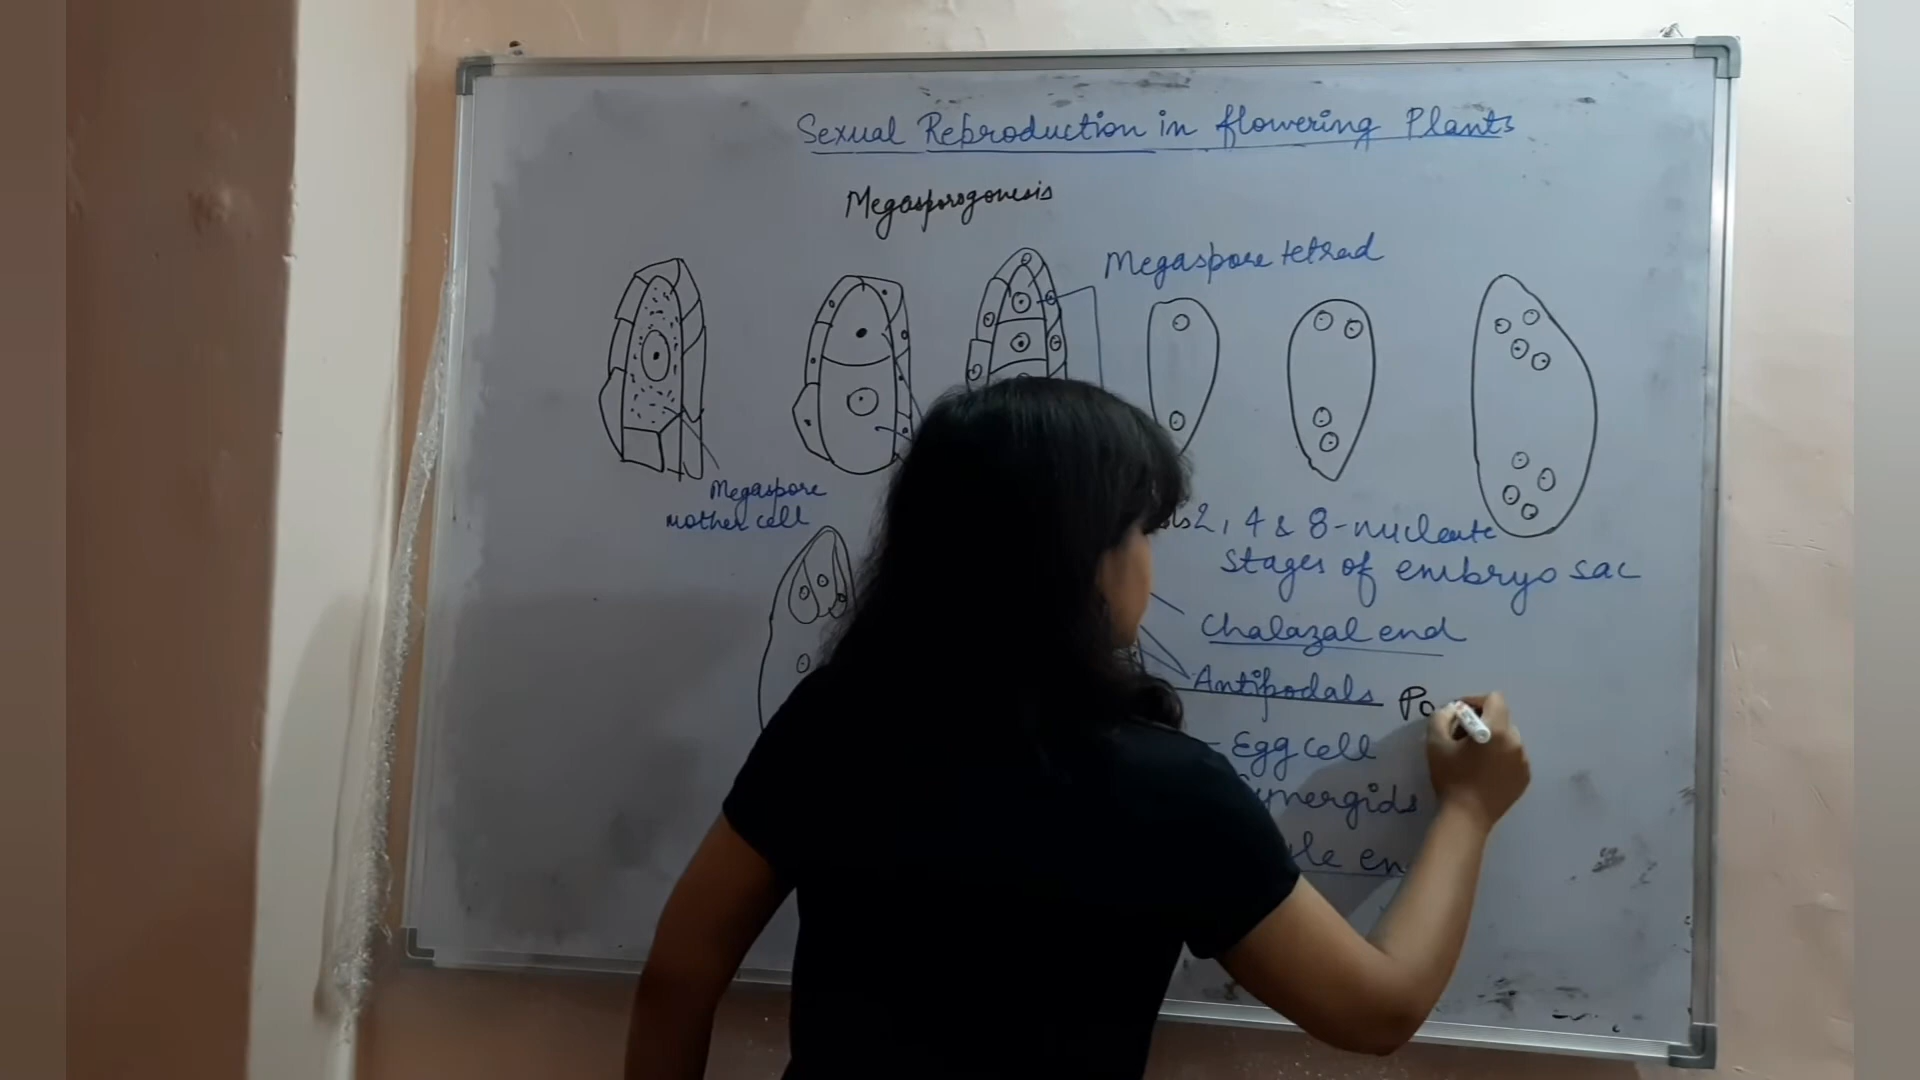 Sexual Reproduction in flowering Plants
Megasporogenesis
Megaspore tetrad
Megaspore
mother cell
2, 4 & 8-nucleate
stages of embryo sac
Chalazal end
Antipodals Po
Egg cell